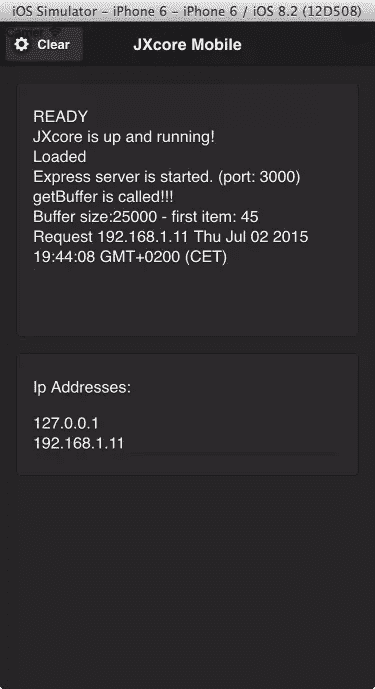 iOS Simulator - iPhone 6 - iPhone 6 / iOS 8.2 (12D508)
Clear
JXcore Mobile
READY
JXcore is up and running!
Loaded
Express server is started. (port: 3000)
getBuffer is called!!!
Buffer size:25000 - first item: 45
Request 192.168.1.11 Thu Jul 02 2015
19:44:08 GMT+0200 (CET)
Ip Addresses:
127.0.0.1
192.168.1.11